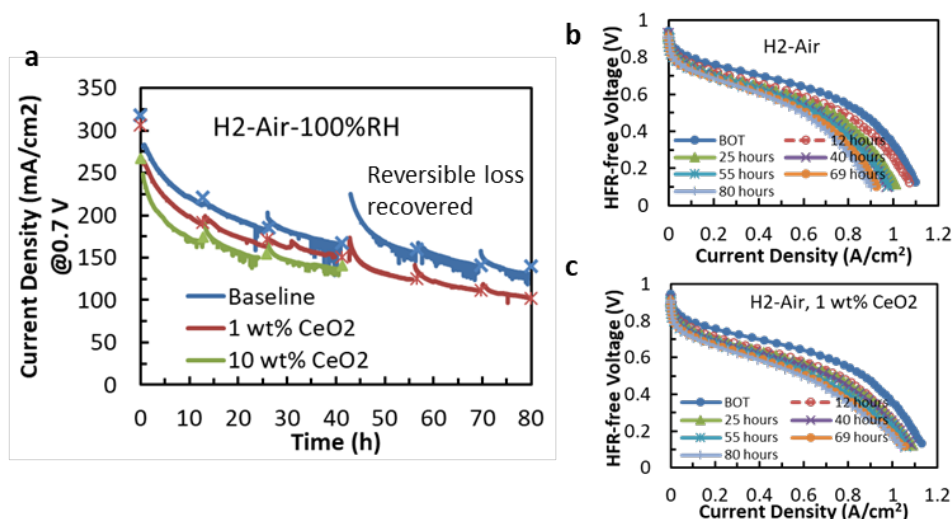 a
350
300
250
200
150
100
50
0
Current Density (mA/cm2)
@0.7 V
H2-Air-100%RH
Reversible loss
recovered
Baseline
1 wt% CeO2
10 wt% CeO2
0 10 20 30 40 50 60 70 80
Time (h)
b
1
0.8
0.6
0.4
0.2
0
HFR-free Voltage (V)
H2-Air
BOT 12 hours
25 hours 40 hours
55 hours 69 hours
80 hours
0 0.2 0.4 0.6 0.8 1 1.2
Current Density (A/cm²)
c
1
0.8
0.6
0.4
0.2
0
HFR-free Voltage (V)
H2-Air, 1 wt% CeO2
BOT 12 hours
25 hours 40 hours
55 hours 69 hours
80 hours
0 0.2 0.4 0.6 0.8 1 1.2
Current Density (A/cm²)